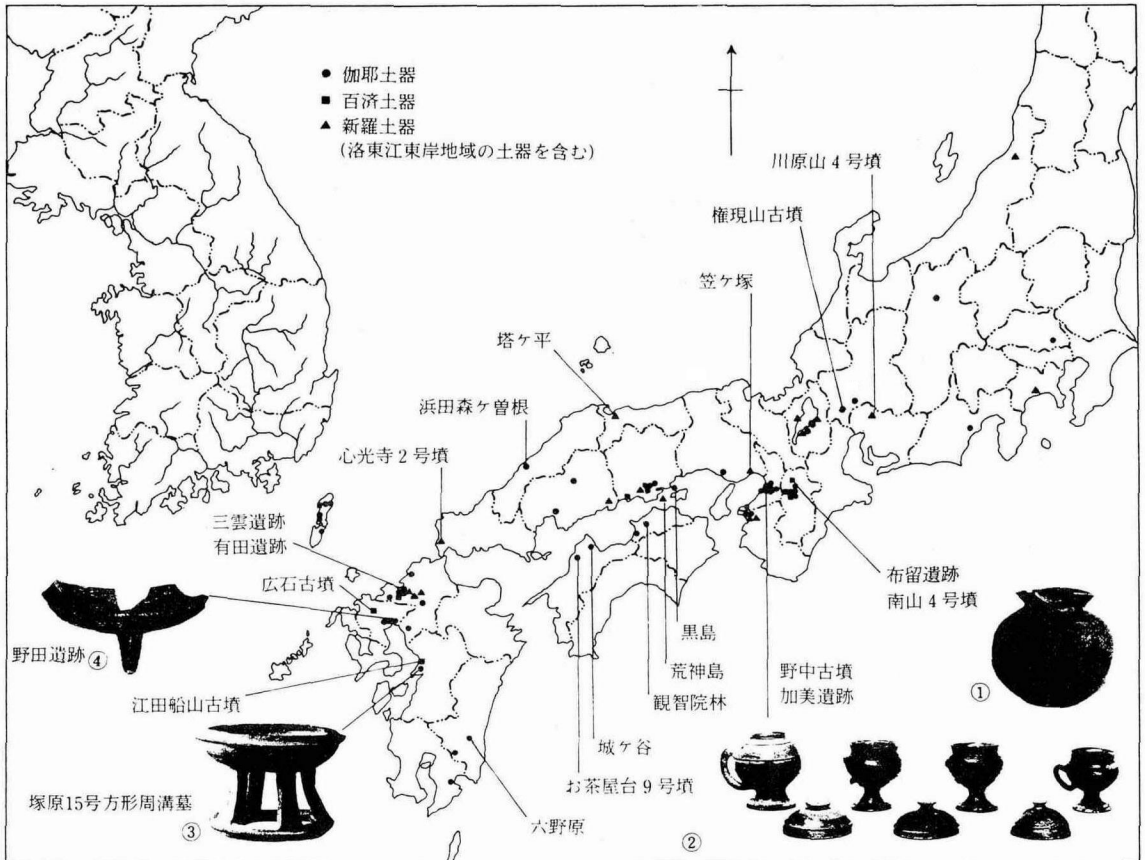 ● 伽耶土器
■ 百済土器
▲ 新羅土器
(洛東江東岸地域の土器を含む)
川原山4号墳
権現山古墳
笠ケ塚
塔ケ平
浜田森ケ曽根
心光寺2号墳
三雲遺跡
有田遺跡
広石古墳
野田遺跡④
江田船山古墳
塚原15号方形周溝墓
③
六野原
お茶屋台9号墳
城ケ谷
観智院林
荒神島
黒島
野中古墳
加美遺跡
布留遺跡
南山4号墳
①
②